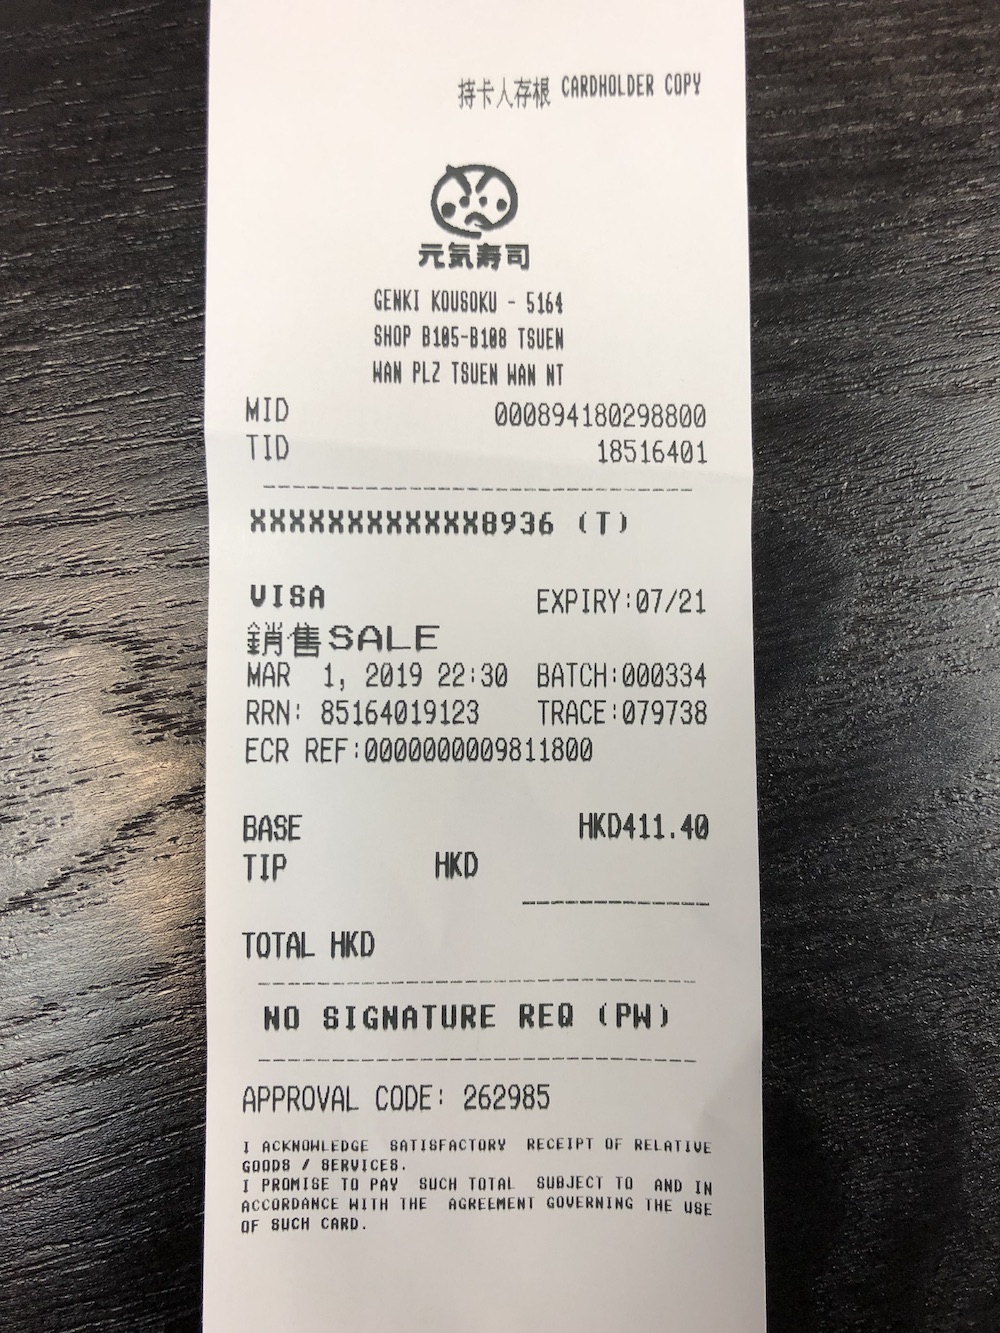 持卡人存根 CARDHOLDER COPY
元気寿司
GENKI KOUSOKU - 5164
SHOP B105-B108 TSUEN
WAN PLZ TSUEN WAN NT
MID 000894180298800
TID 18516401
XXXXXXXXXXXX8936 (T)
VISA EXPIRY:07/21
銷售SALE
MAR 1, 2019 22:30 BATCH:000334
RRN: 85164019123 TRACE:079738
ECR REF:0000000009811800
BASE HKD411.40
TIP HKD
TOTAL HKD
NO SIGNATURE REQ (PW)
APPROVAL CODE: 262985
I ACKNOWLEDGE SATISFACTORY RECEIPT OF RELATIVE
GOODS / SERVICES.
I PROMISE TO PAY SUCH TOTAL SUBJECT TO AND IN
ACCORDANCE WITH THE AGREEMENT GOVERNING THE USE
OF SUCH CARD.